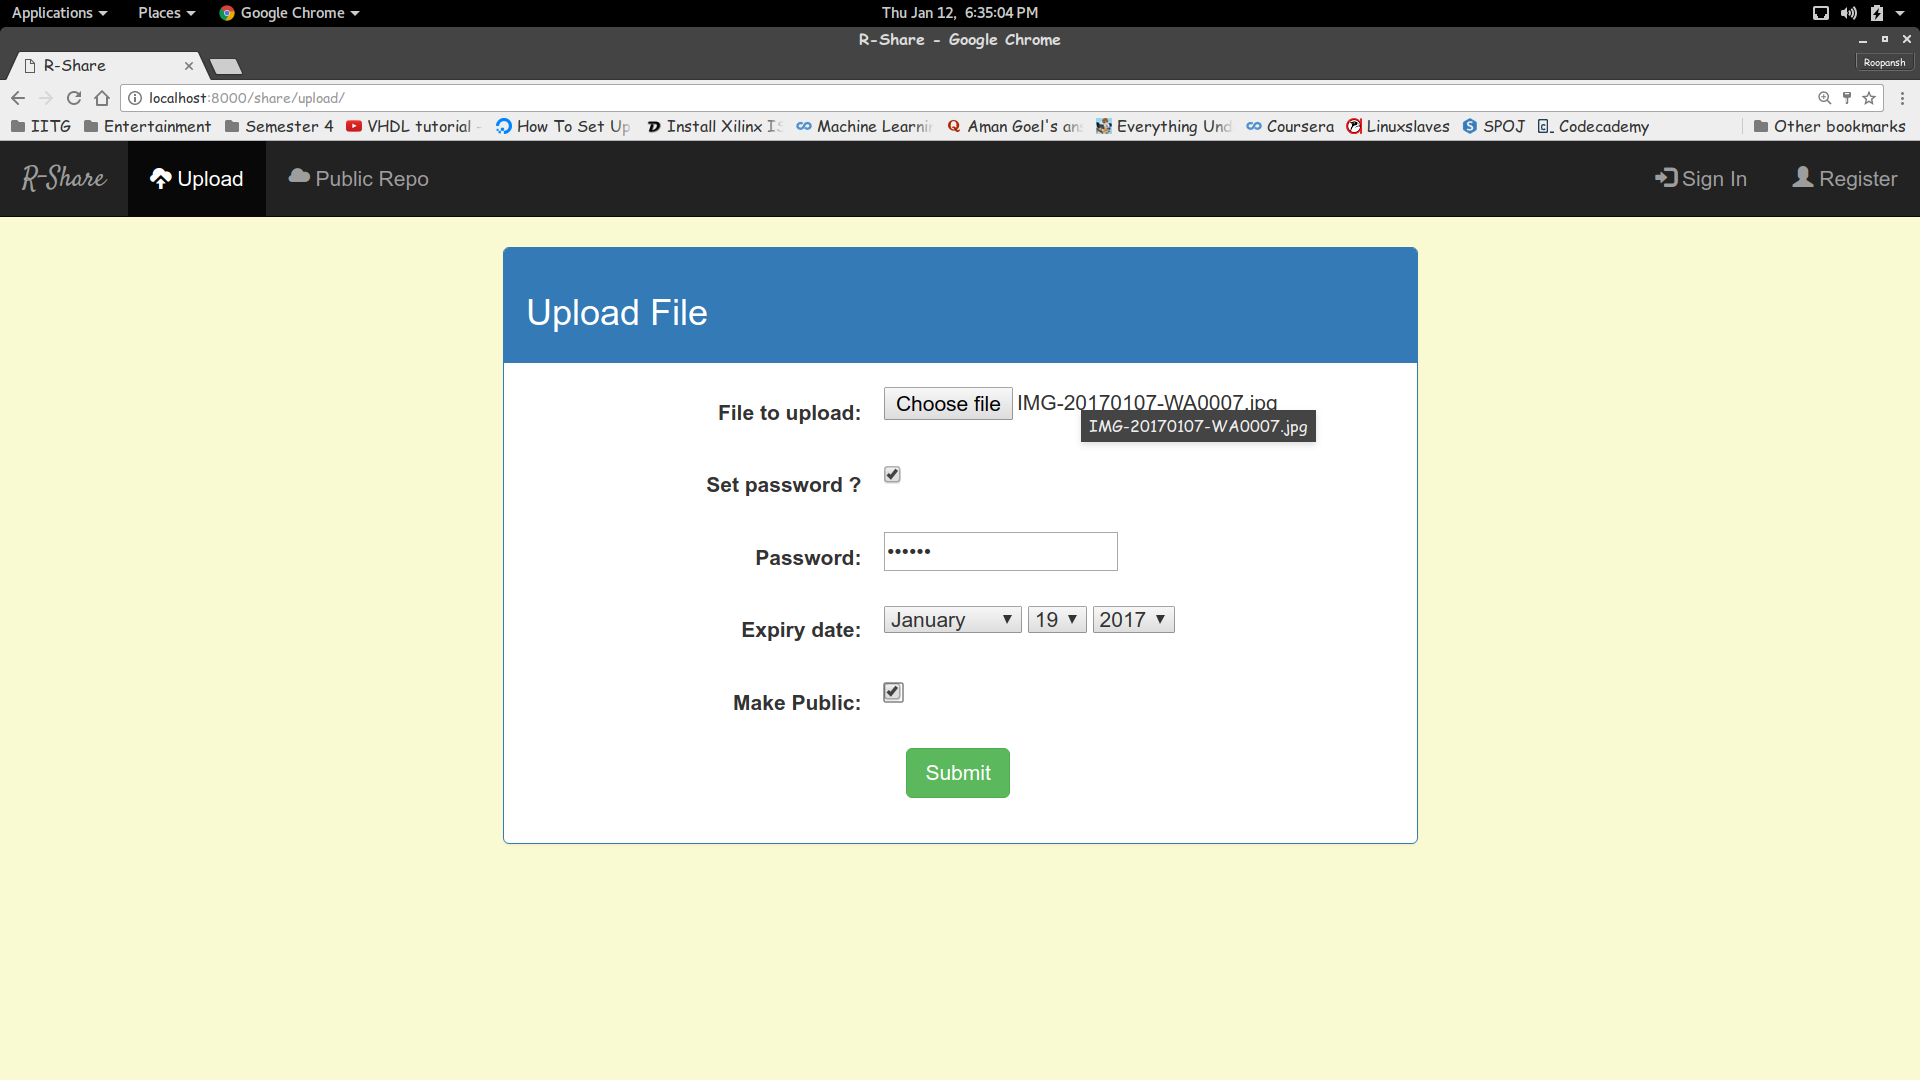 Applications Places Google Chrome Thu Jan 12, 6:35:04 PM
R-Share - Google Chrome
R-Share
Roopansh
localhost:8000/share/upload/
IITG Entertainment Semester 4 VHDL tutorial - How To Set Up Install Xilinx IS Machine Learni Aman Goel's an Everything Und Coursera Linuxslaves SPOJ Codecademy Other bookmarks
R-Share Upload Public Repo Sign In Register
Upload File
File to upload: Choose file IMG-20170107-WA0007.jpg
IMG-20170107-WA0007.jpg
Set password ?
Password: ••••••
Expiry date: January 19 2017
Make Public:
Submit